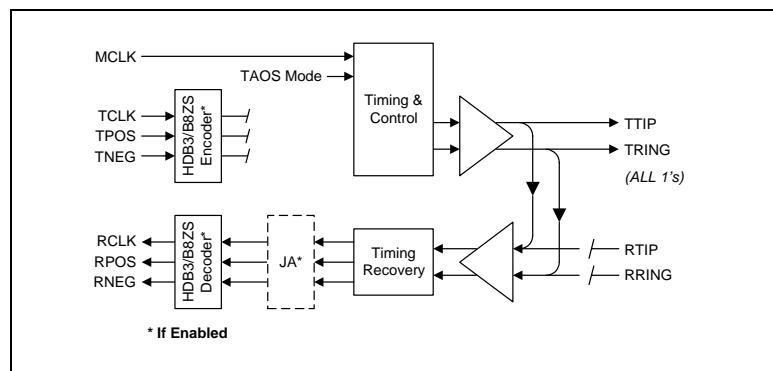 MCLK
TAOS Mode
Timing &
Control
TCLK
TPOS
TNEG
HDB3/B8ZS
Encoder*
TTIP
TRING
(ALL 1's)
RCLK
RPOS
RNEG
HDB3/B8ZS
Decoder*
JA*
Timing
Recovery
RTIP
RRING
* If Enabled